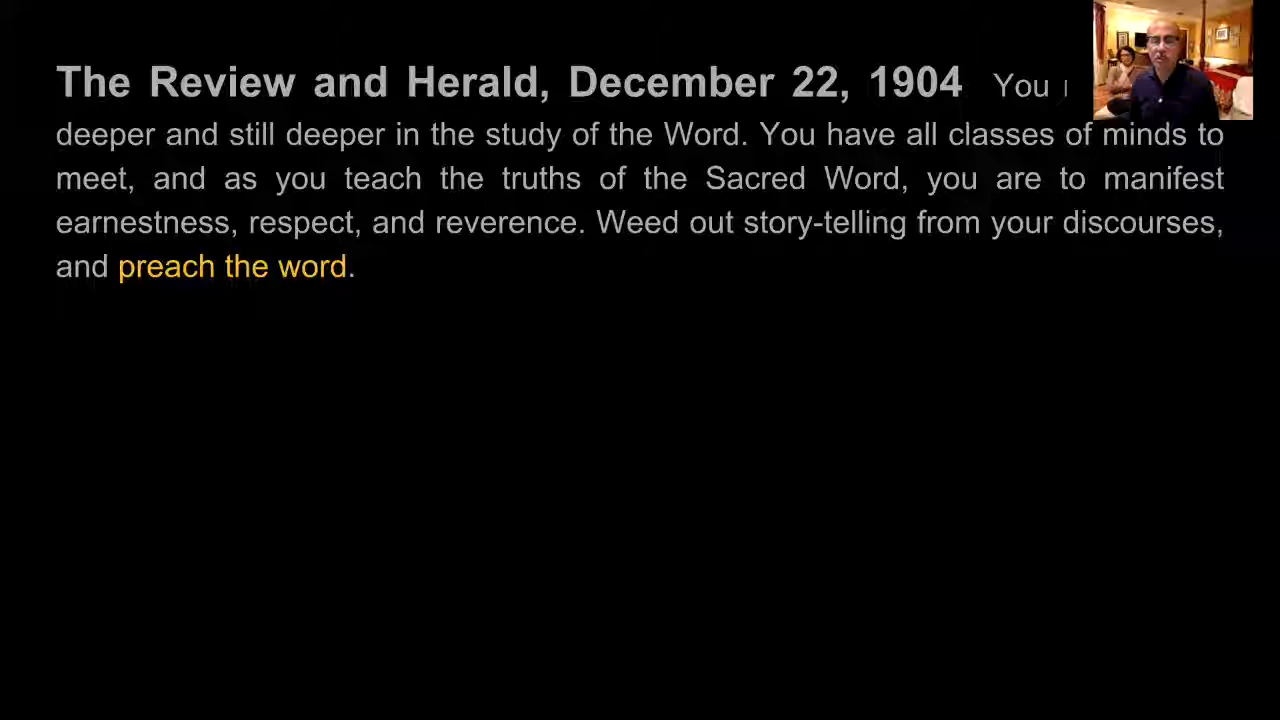 The Review and Herald, December 22, 1904 You
deeper and still deeper in the study of the Word. You have all classes of minds to
meet, and as you teach the truths of the Sacred Word, you are to manifest
earnestness, respect, and reverence. Weed out story-telling from your discourses,
and preach the word.